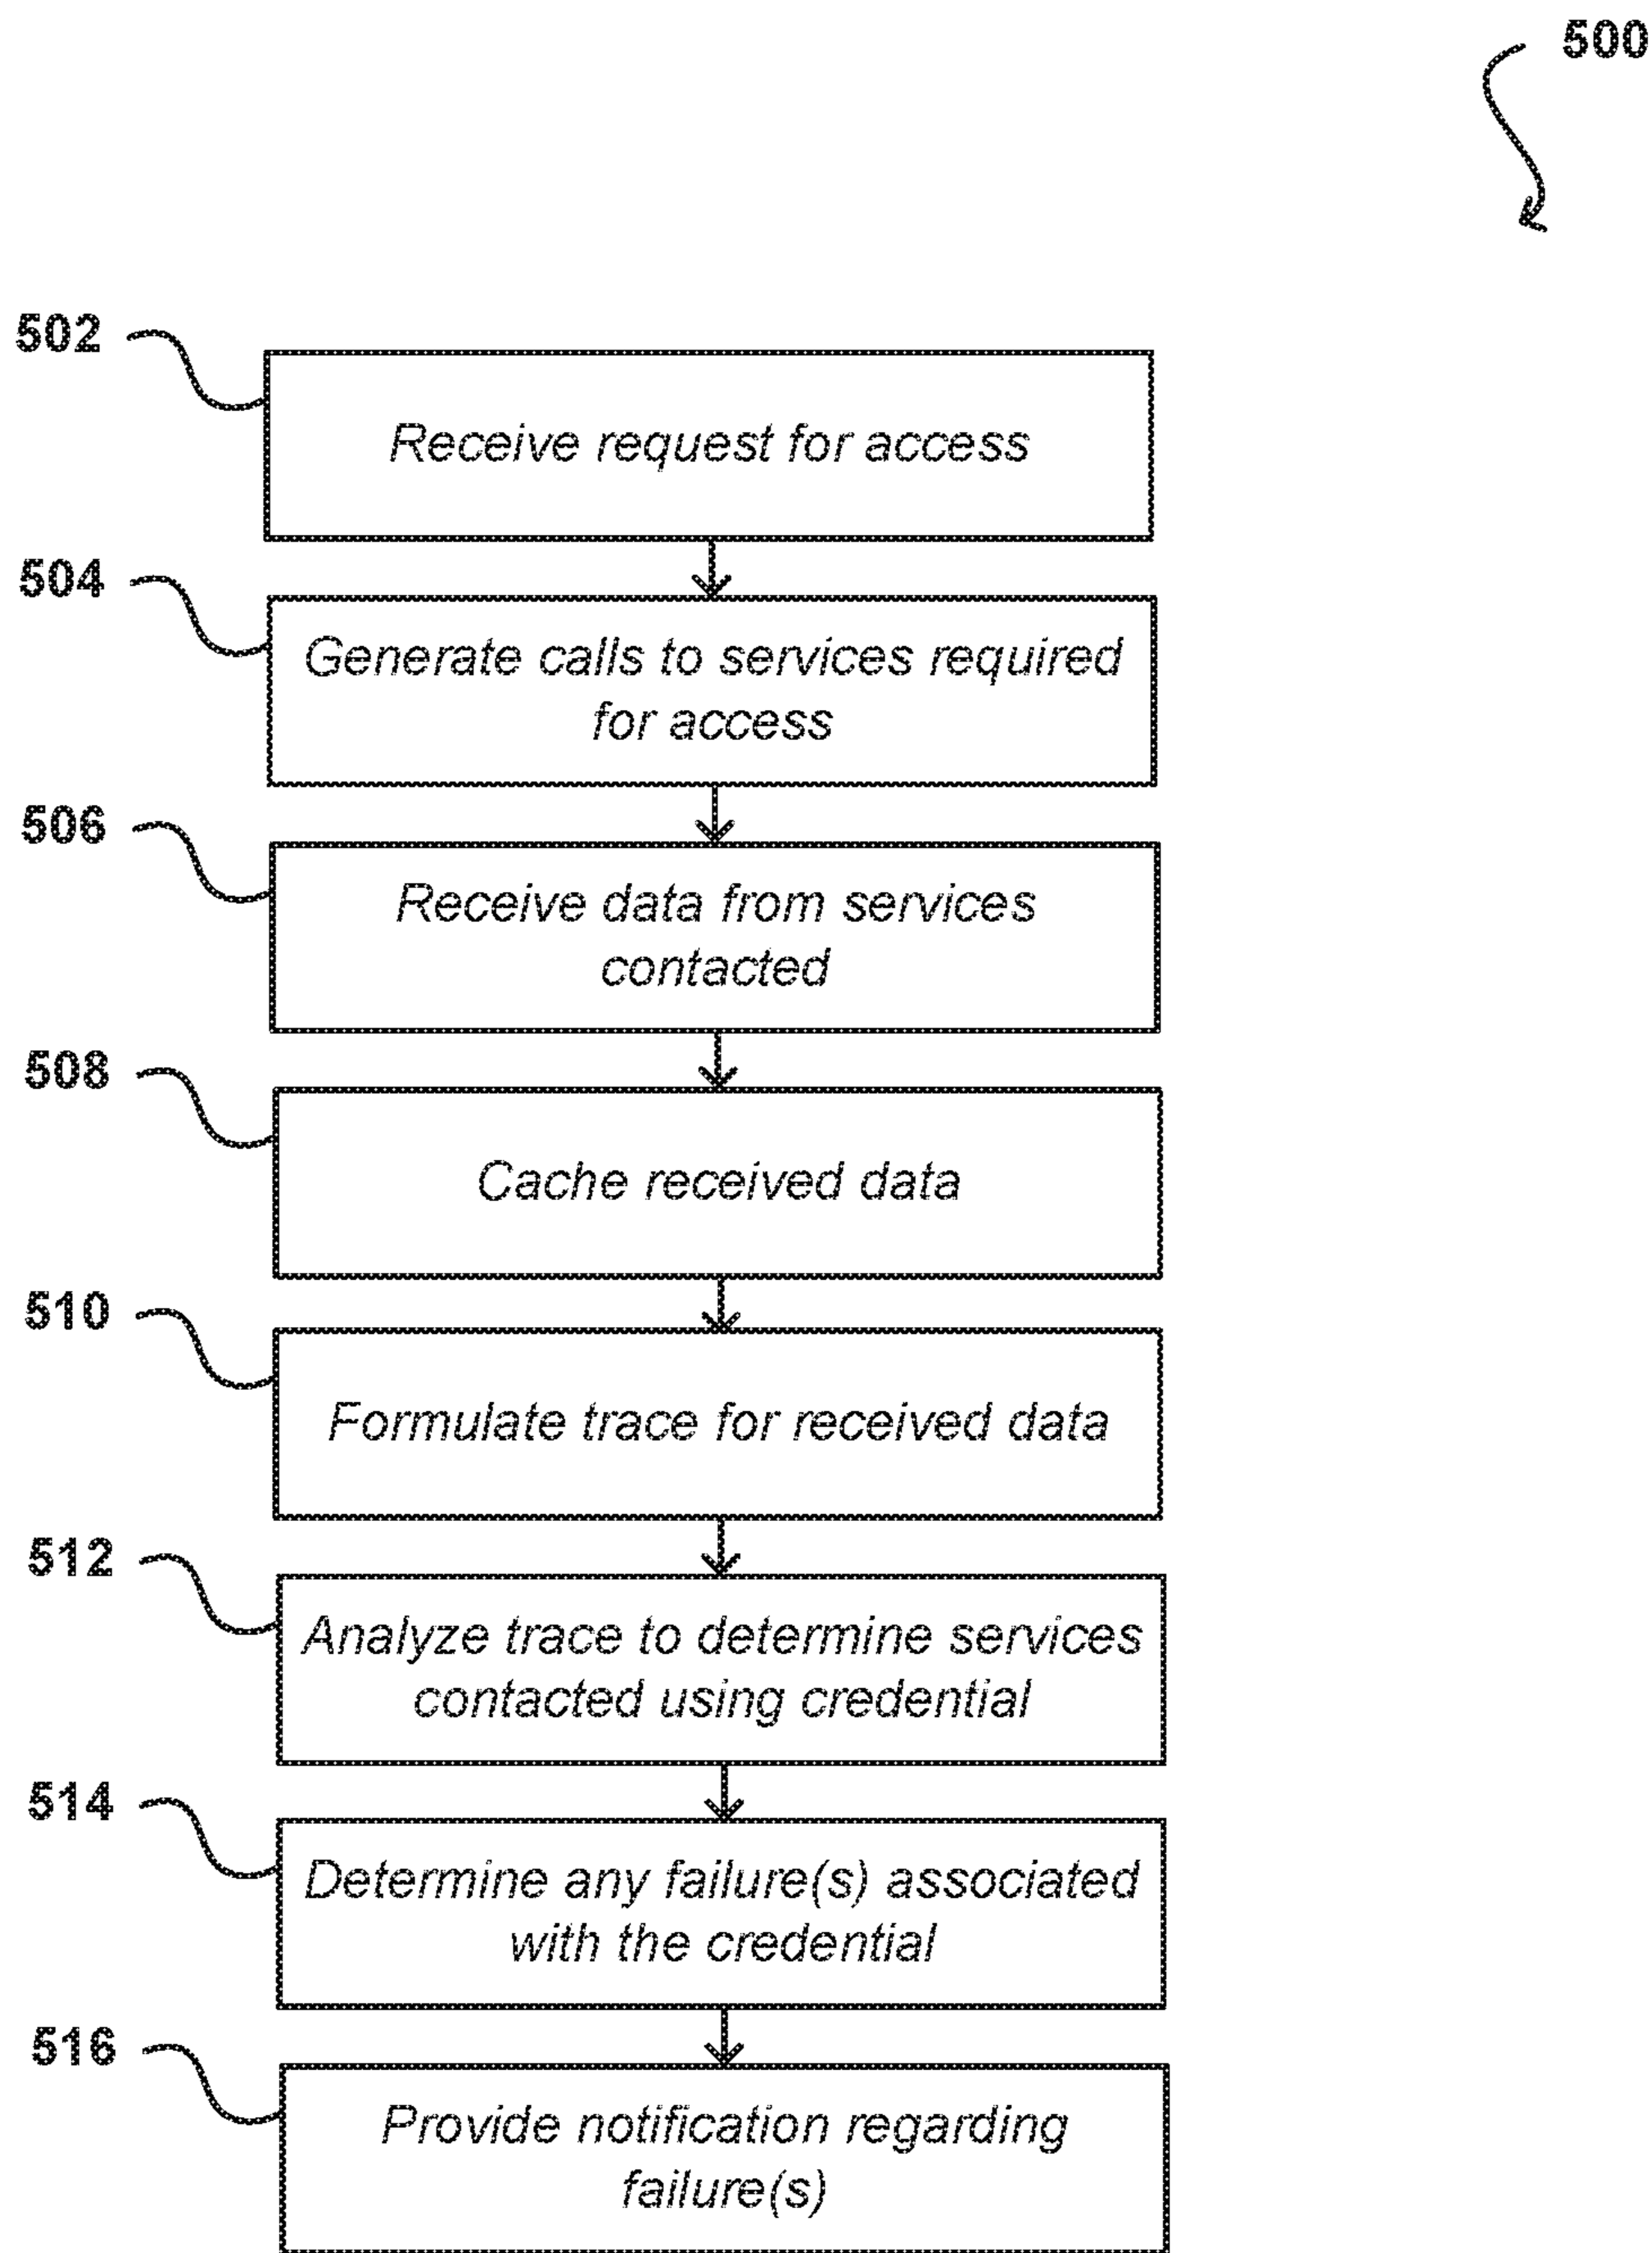 500
502
Receive request for access
504
Generate calls to services required
for access
506
Receive data from services
contacted
508
Cache received data
510
Formulate trace for received data
512
Analyze trace to determine services
contacted using credential
514
Determine any failure(s) associated
with the credential
516
Provide notification regarding
failure(s)